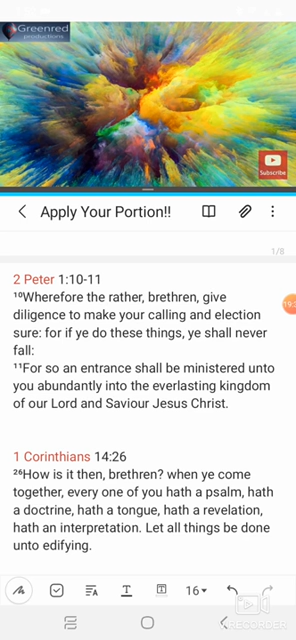 Greenred
productions
Subscribe
Apply Your Portion!!
1/8
2 Peter 1:10-11
¹⁰Wherefore the rather, brethren, give
diligence to make your calling and election
sure: for if ye do these things, ye shall never
fall:
¹¹For so an entrance shall be ministered unto
you abundantly into the everlasting kingdom
of our Lord and Saviour Jesus Christ.
1 Corinthians 14:26
²⁶How is it then, brethren? when ye come
together, every one of you hath a psalm, hath
a doctrine, hath a tongue, hath a revelation,
hath an interpretation. Let all things be done
unto edifying.
16
RECORDER